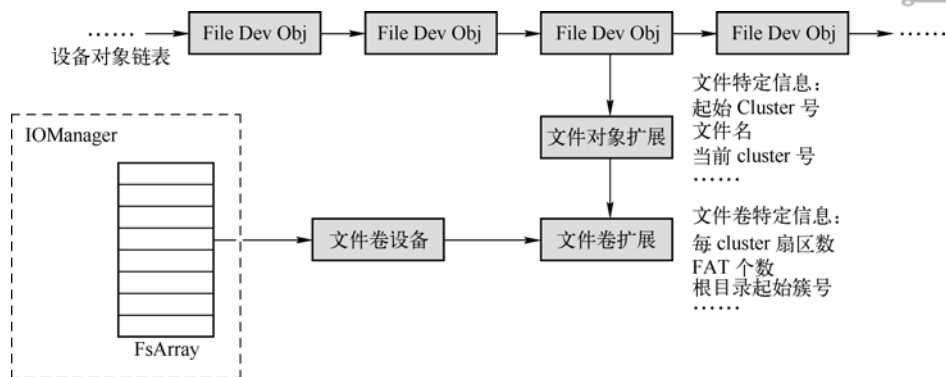 …… File Dev Obj File Dev Obj File Dev Obj File Dev Obj ……
设备对象链表
文件特定信息：
起始 Cluster 号
文件名
当前 cluster 号
……
IOManager
文件对象扩展
文件卷设备
文件卷扩展
文件卷特定信息：
每 cluster 扇区数
FAT 个数
根目录起始簇号
……
FsArray